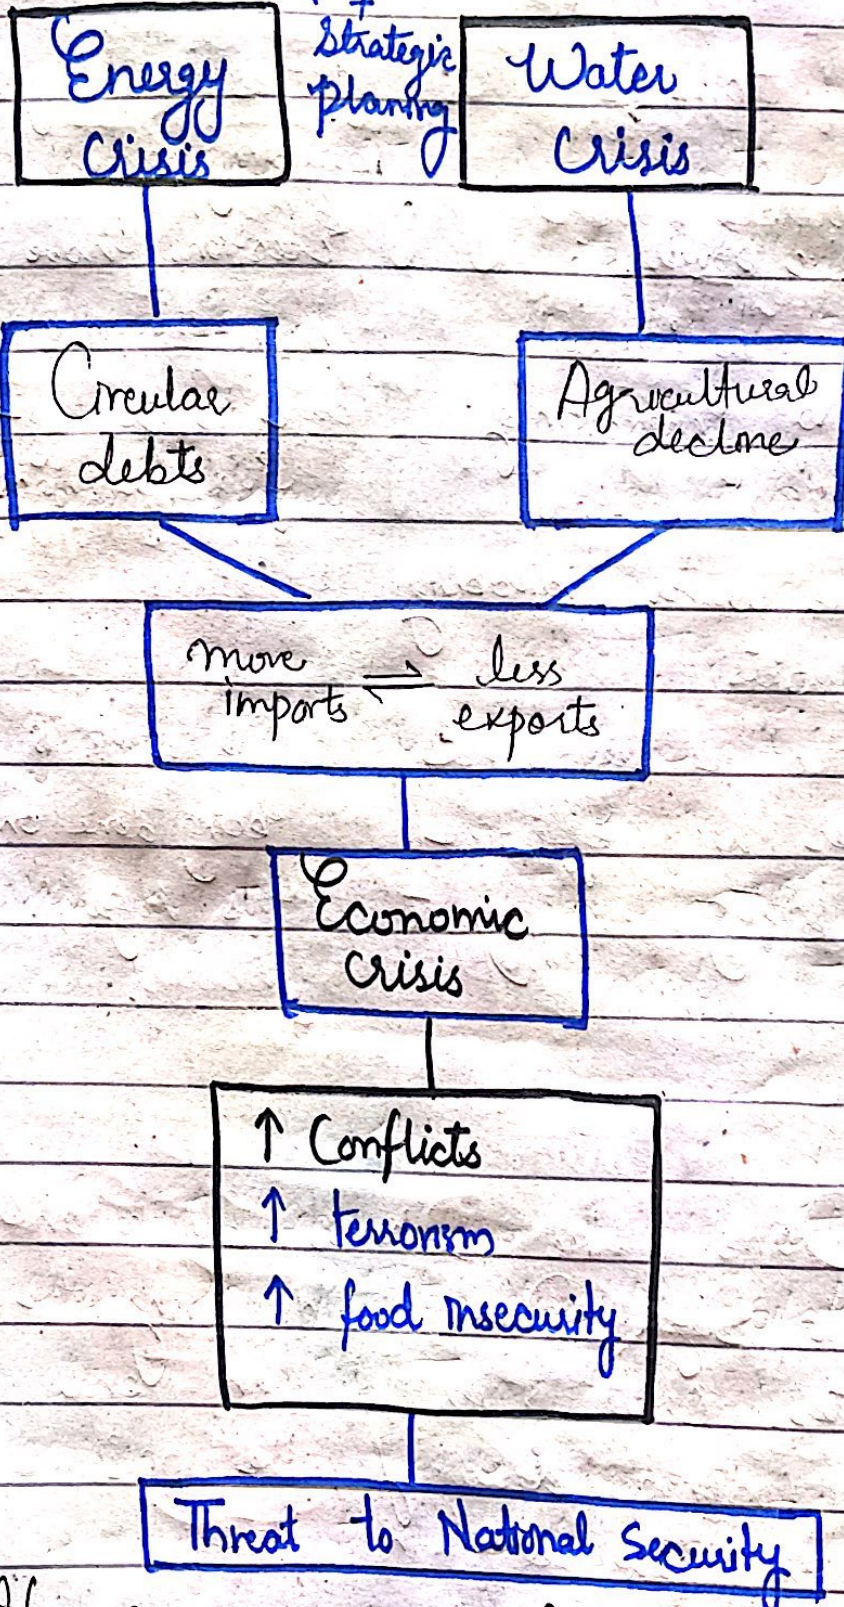 Energy
crisis
+
Strategic
planing
Water
crisis
Circular
debts
Agricultural
decline
more
imports ⇌ less
exports
Economic
crisis
↑ Conflicts
↑ terrorism
↑ food insecurity
Threat to National Security